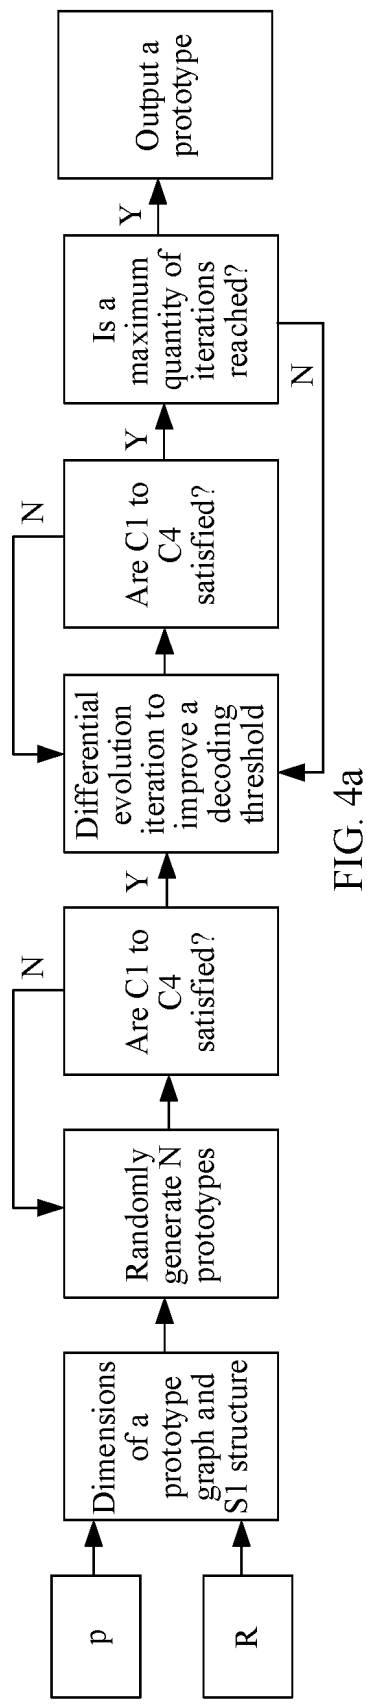 p
R
Dimensions
of a
prototype
graph and
S1 structure
Randomly
generate N
prototypes
N
Are C1 to
C4
satisfied?
Y
Differential
evolution
iteration to
improve a
decoding
threshold
N
Are C1 to
C4
satisfied?
Y
Is a
maximum
quantity of
iterations
reached?
N
Y
Output a
prototype
FIG. 4a